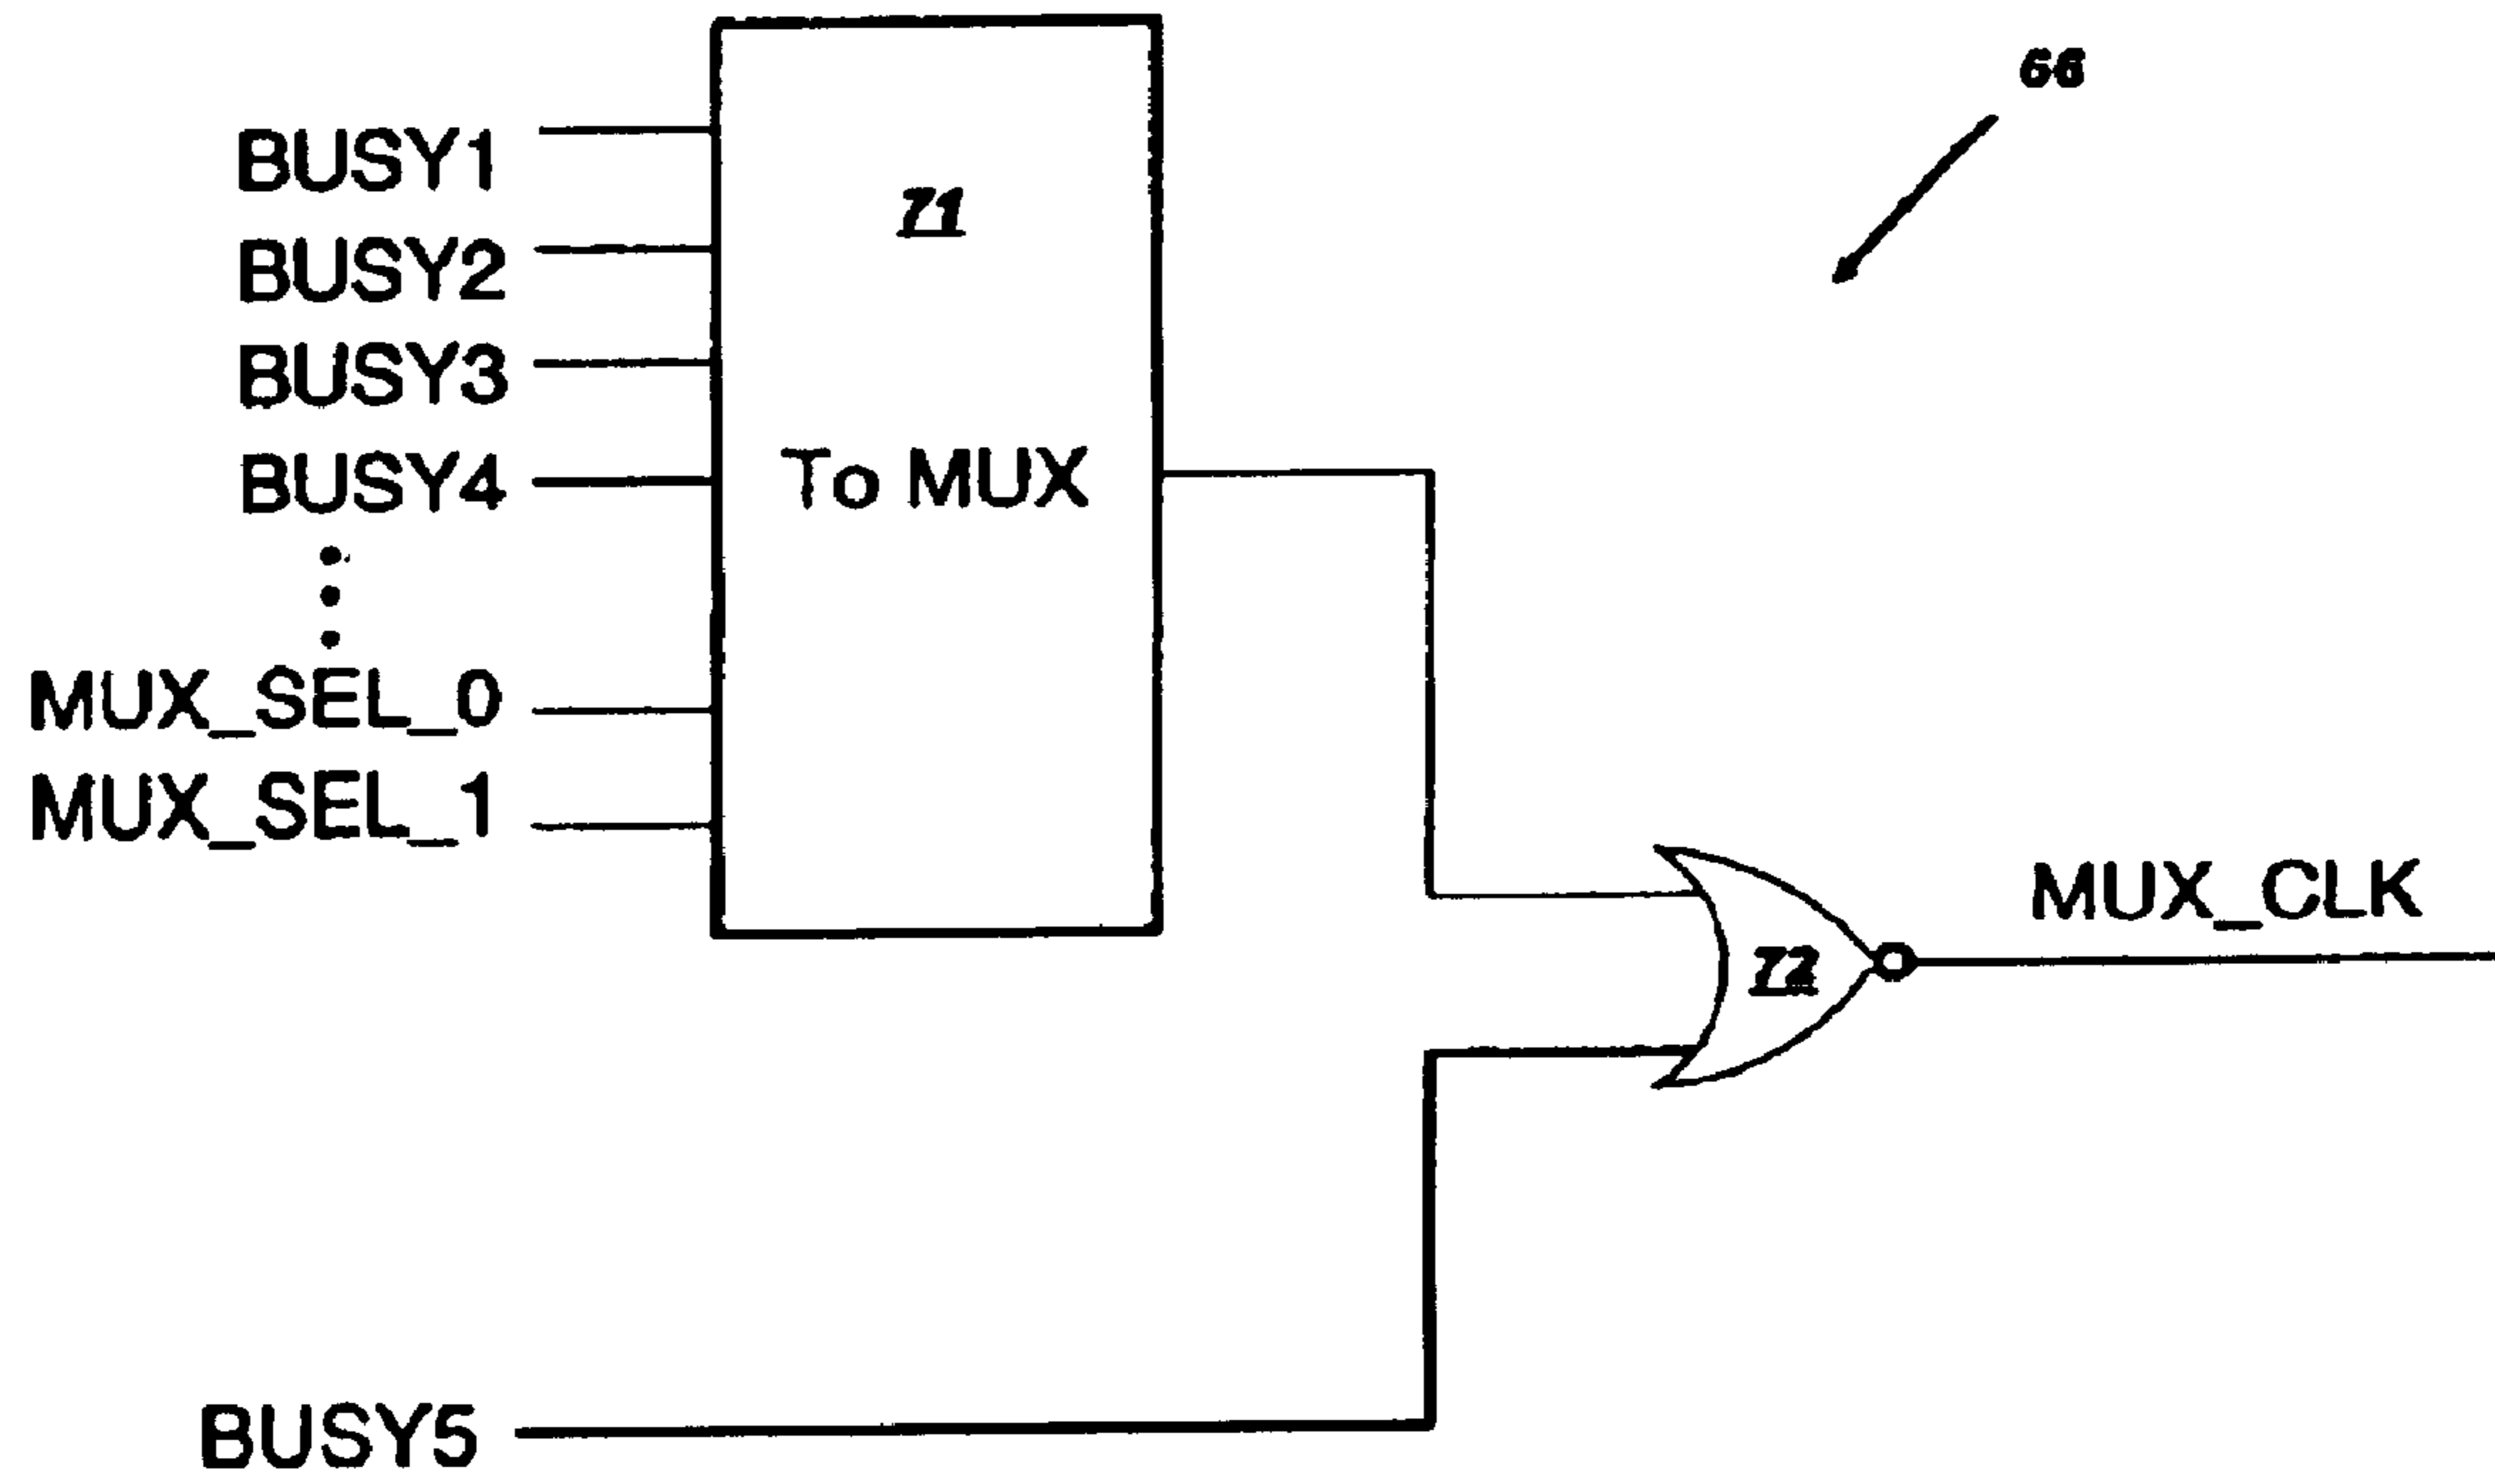 66
BUSY1
71
BUSY2
BUSY3
BUSY4
To MUX
MUX_SEL_0
MUX_SEL_1
MUX_CLK
72
BUSY5